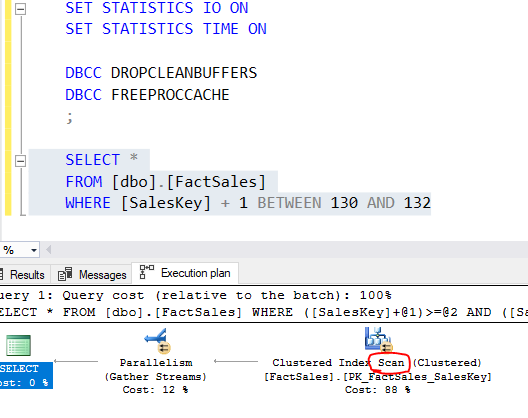 SET STATISTICS IO ON
SET STATISTICS TIME ON
DBCC DROPCLEANBUFFERS
DBCC FREEPROCCACHE
;
SELECT *
FROM [dbo].[FactSales]
WHERE [SalesKey] + 1 BETWEEN 130 AND 132
%
Results Messages Execution plan
uery 1: Query cost (relative to the batch): 100%
ELECT * FROM [dbo].[FactSales] WHERE ([SalesKey]+@1)>=@2 AND ([Sa
SELECT
Cost: 0 %
Parallelism
(Gather Streams)
Cost: 12 %
Clustered Index Scan (Clustered)
[FactSales].[PK_FactSales_SalesKey]
Cost: 88 %